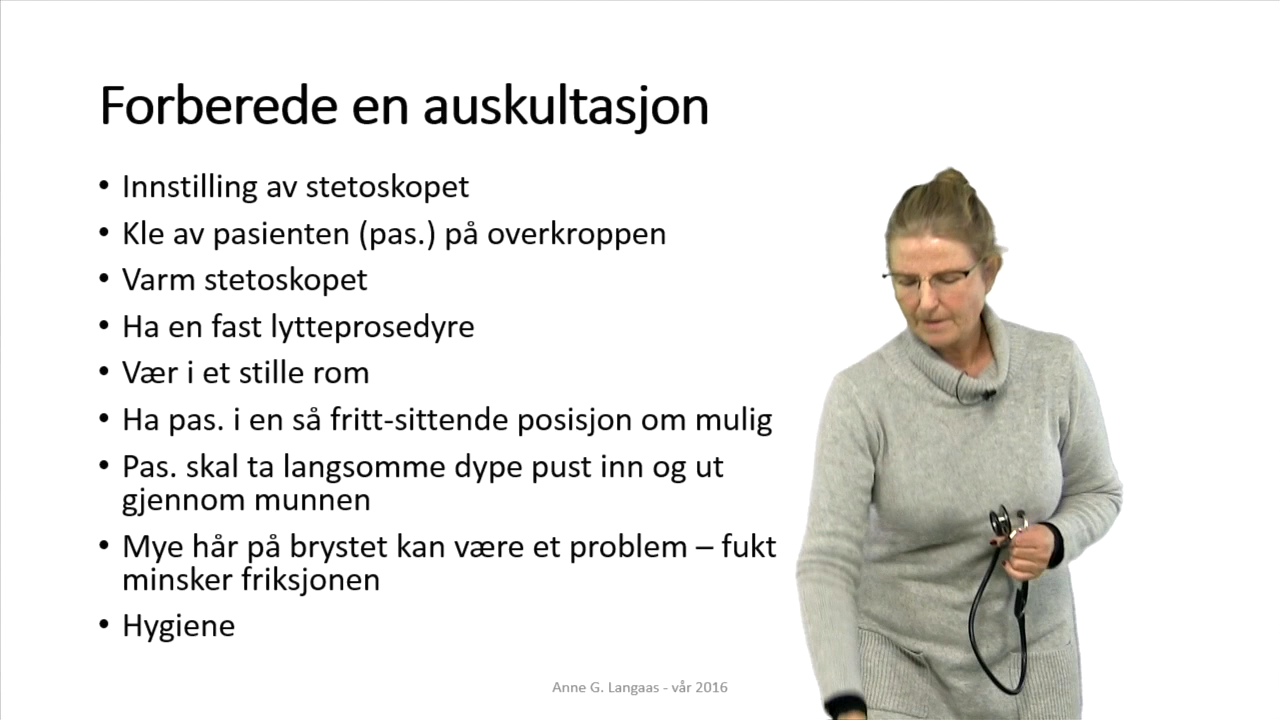 Forberede en auskultasjon
• Innstilling av stetoskopet
• Kle av pasienten (pas.) på overkroppen
• Varm stetoskopet
• Ha en fast lytteprosedyre
• Vær i et stille rom
• Ha pas. i en så fritt-sittende posisjon om mulig
• Pas. skal ta langsomme dype pust inn og ut
gjennom munnen
• Mye hår på brystet kan være et problem – fukt
minsker friksjonen
• Hygiene
Anne G. Langaas - vår 2016